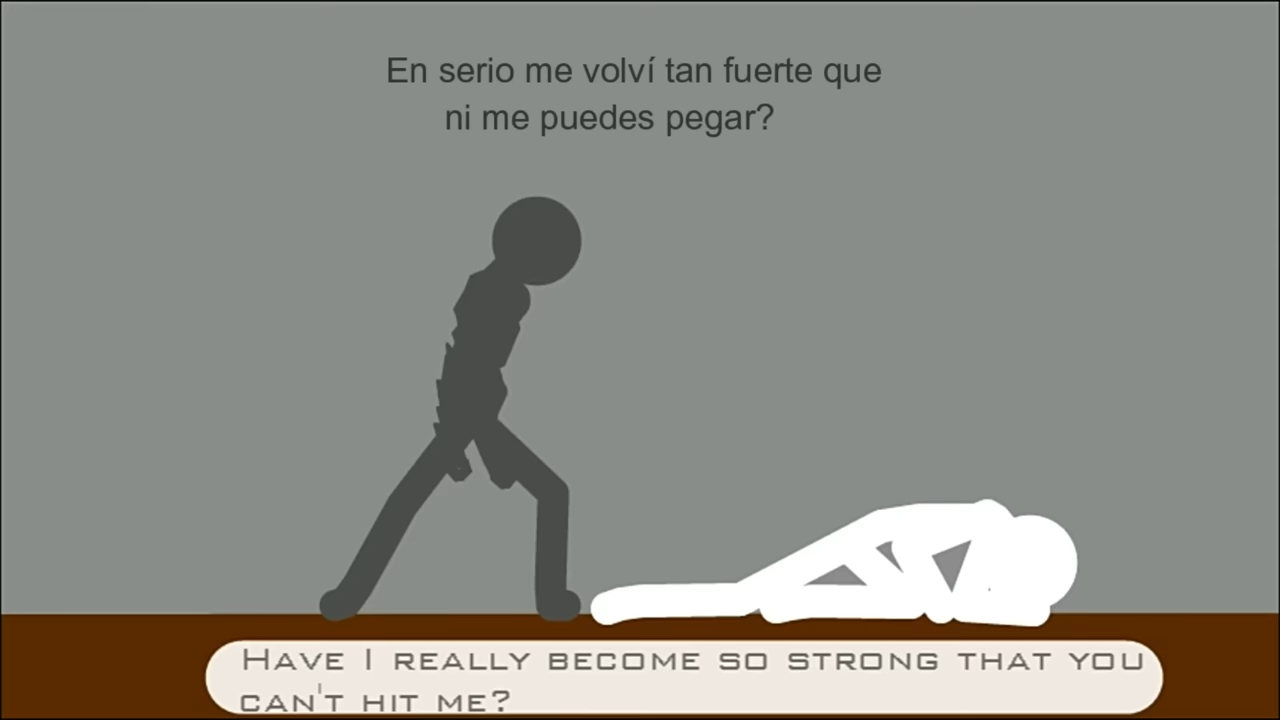 En serio me volví tan fuerte que
ni me puedes pegar?
HAVE I REALLY BECOME SO STRONG THAT YOU
CAN'T HIT ME?